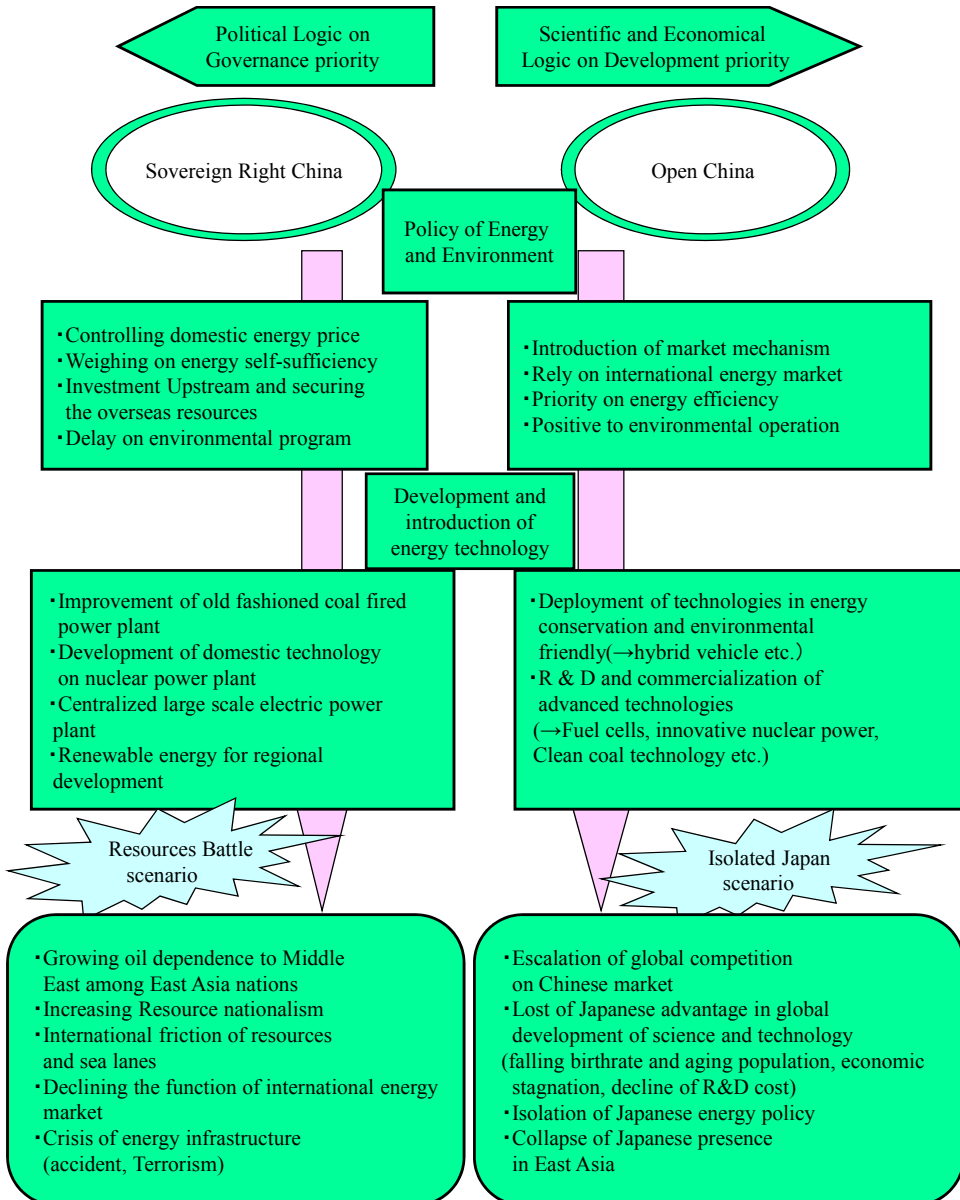 Political Logic on
Governance priority
Scientific and Economical
Logic on Development priority
Sovereign Right China
Open China
Policy of Energy
and Environment
・Controlling domestic energy price
・Weighing on energy self-sufficiency
・Investment Upstream and securing
the overseas resources
・Delay on environmental program
・Introduction of market mechanism
・Rely on international energy market
・Priority on energy efficiency
・Positive to environmental operation
Development and
introduction of
energy technology
・Improvement of old fashioned coal fired
power plant
・Development of domestic technology
on nuclear power plant
・Centralized large scale electric power
plant
・Renewable energy for regional
development
・Deployment of technologies in energy
conservation and environmental
friendly(→hybrid vehicle etc.)
・R & D and commercialization of
advanced technologies
(→Fuel cells, innovative nuclear power,
Clean coal technology etc.)
Resources Battle
scenario
Isolated Japan
scenario
・Growing oil dependence to Middle
East among East Asia nations
・Increasing Resource nationalism
・International friction of resources
and sea lanes
・Declining the function of international energy
market
・Crisis of energy infrastructure
(accident, Terrorism)
・Escalation of global competition
on Chinese market
・Lost of Japanese advantage in global
development of science and technology
(falling birthrate and aging population, economic
stagnation, decline of R&D cost)
・Isolation of Japanese energy policy
・Collapse of Japanese presence
in East Asia